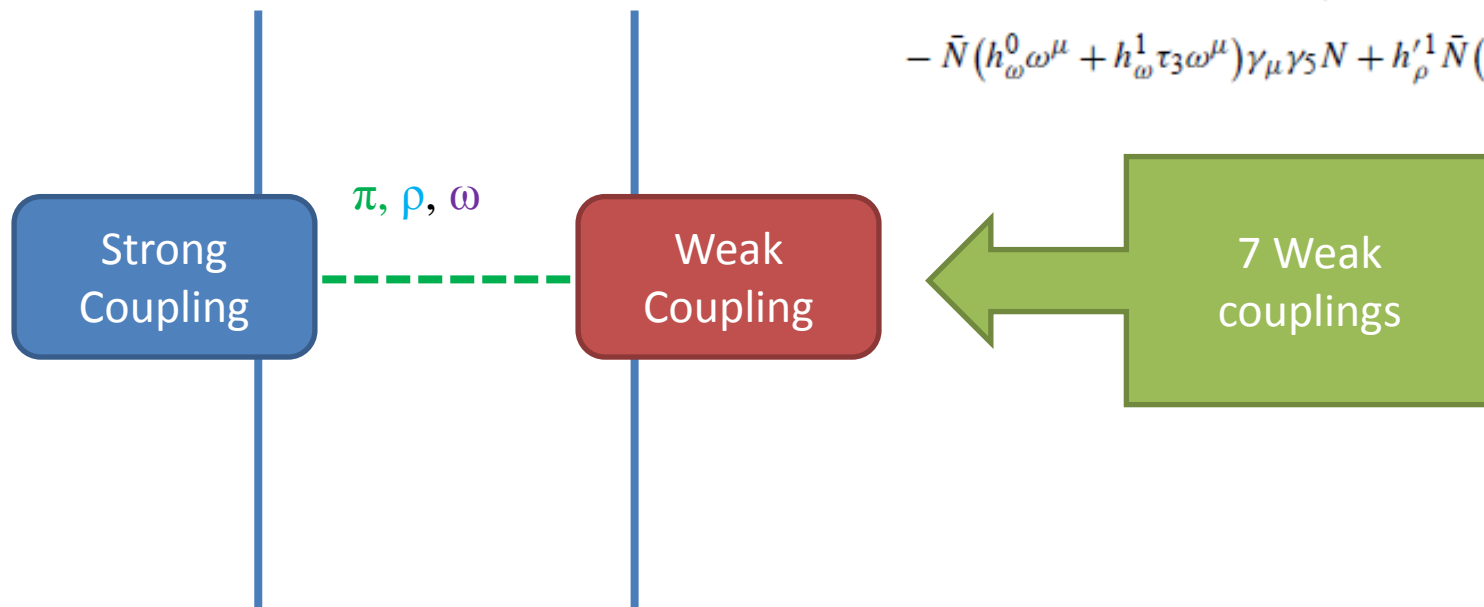 − N̄(h⁰_ω ω^μ + h¹_ω τ₃ ω^μ)γ_μ γ₅ N + h′¹_ρ N̄(
π, ρ, ω
Strong
Coupling
Weak
Coupling
7 Weak
couplings